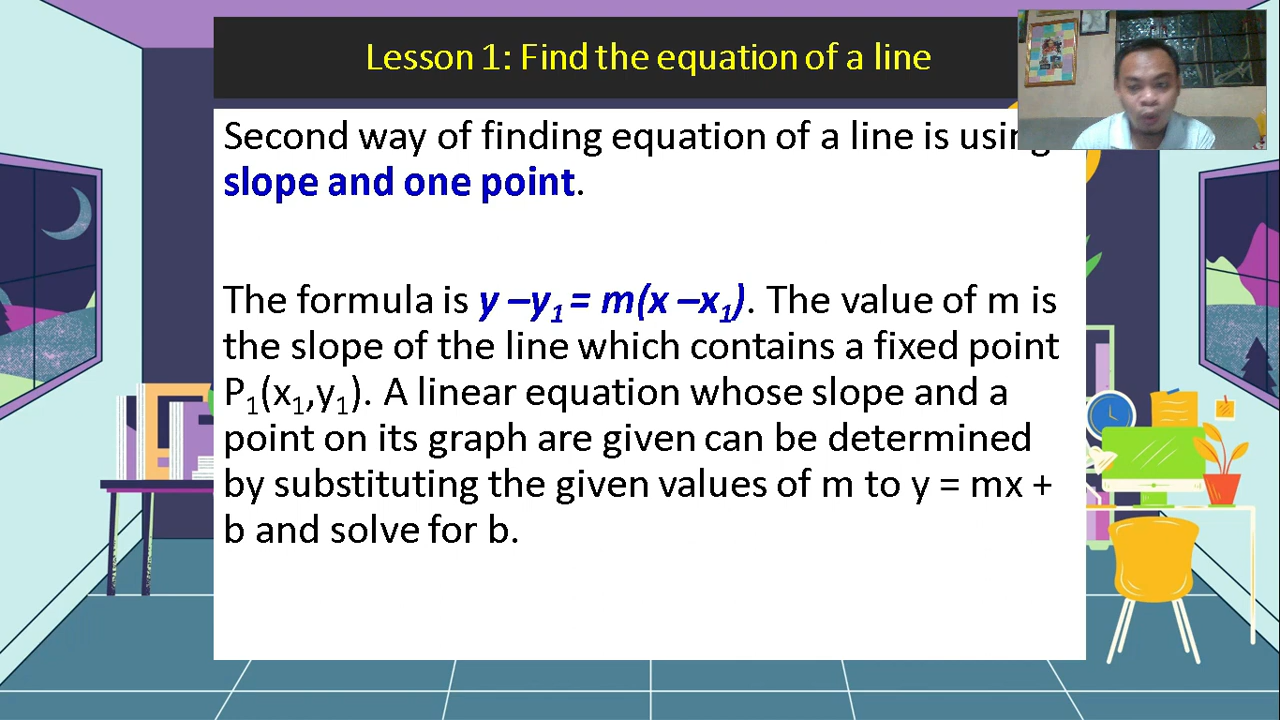 Lesson 1: Find the equation of a line
Second way of finding equation of a line is using
slope and one point.
The formula is y –y₁ = m(x –x₁). The value of m is
the slope of the line which contains a fixed point
P₁(x₁,y₁). A linear equation whose slope and a
point on its graph are given can be determined
by substituting the given values of m to y = mx +
b and solve for b.